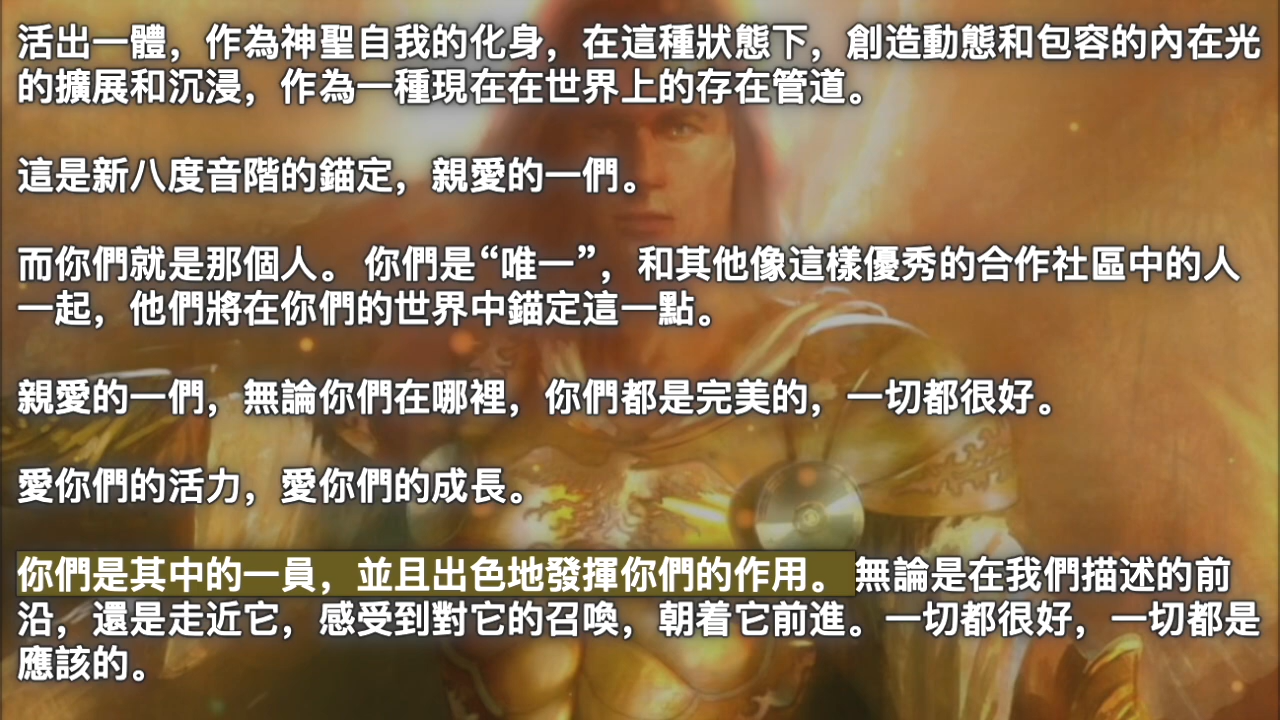 活出一體，作為神聖自我的化身，在這種狀態下，創造動態和包容的內在光
的擴展和沉浸，作為一種現在在世界上的存在管道。
這是新八度音階的錨定，親愛的一們。
而你們就是那個人。 你們是“唯一”，和其他像這樣優秀的合作社區中的人
一起，他們將在你們的世界中錨定這一點。
親愛的一們，無論你們在哪裡，你們都是完美的，一切都很好。
愛你們的活力，愛你們的成長。
你們是其中的一員，並且出色地發揮你們的作用。 無論是在我們描述的前
沿，還是走近它，感受到對它的召喚，朝着它前進。一切都很好，一切都是
應該的。